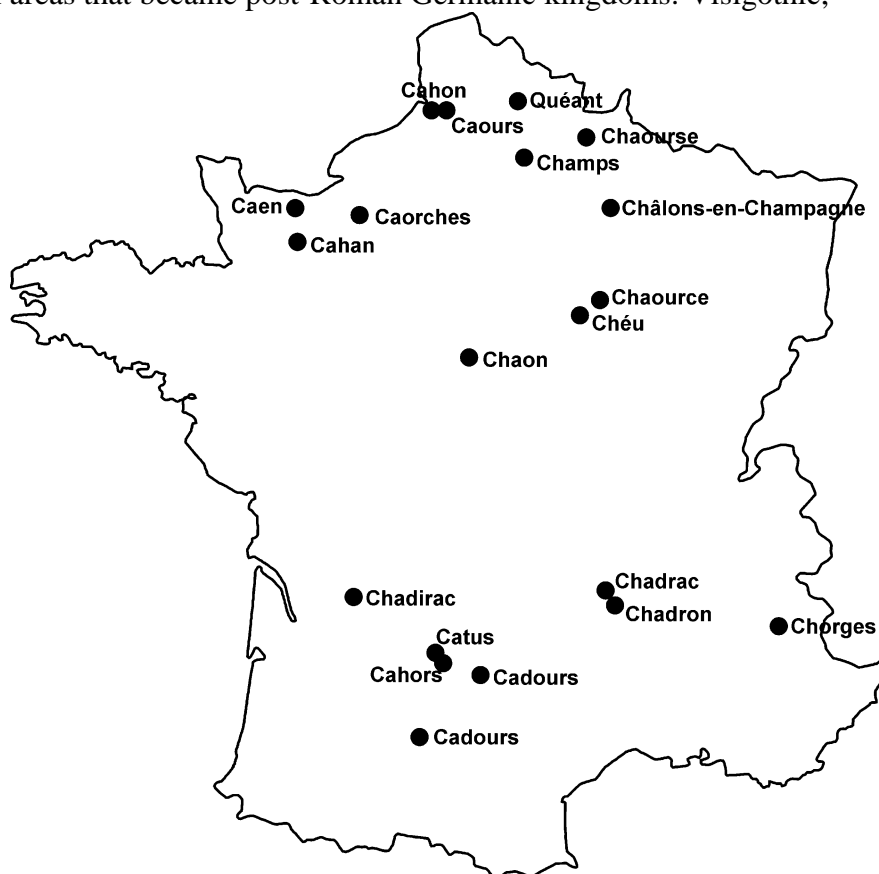 areas that became post-Roman Germanic kingdoms: Visigothic,
Cahon
Quéant
Caours
Chaourse
Champs
Caen
Caorches
Châlons-en-Champagne
Cahan
Chaource
Chéu
Chaon
Chadrac
Chadirac
Chadron
Chorges
Catus
Cahors
Cadours
Cadours